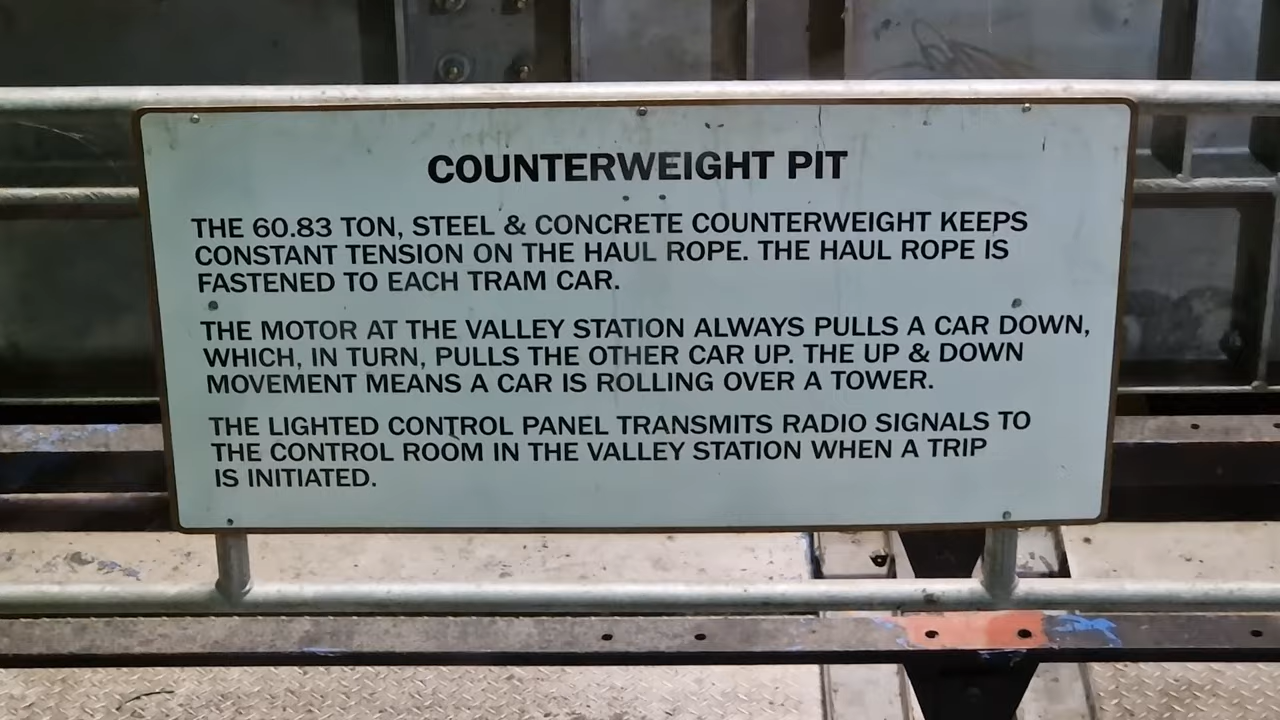 COUNTERWEIGHT PIT
THE 60.83 TON, STEEL & CONCRETE COUNTERWEIGHT KEEPS
CONSTANT TENSION ON THE HAUL ROPE. THE HAUL ROPE IS
FASTENED TO EACH TRAM CAR.
THE MOTOR AT THE VALLEY STATION ALWAYS PULLS A CAR DOWN,
WHICH, IN TURN, PULLS THE OTHER CAR UP. THE UP & DOWN
MOVEMENT MEANS A CAR IS ROLLING OVER A TOWER.
THE LIGHTED CONTROL PANEL TRANSMITS RADIO SIGNALS TO
THE CONTROL ROOM IN THE VALLEY STATION WHEN A TRIP
IS INITIATED.